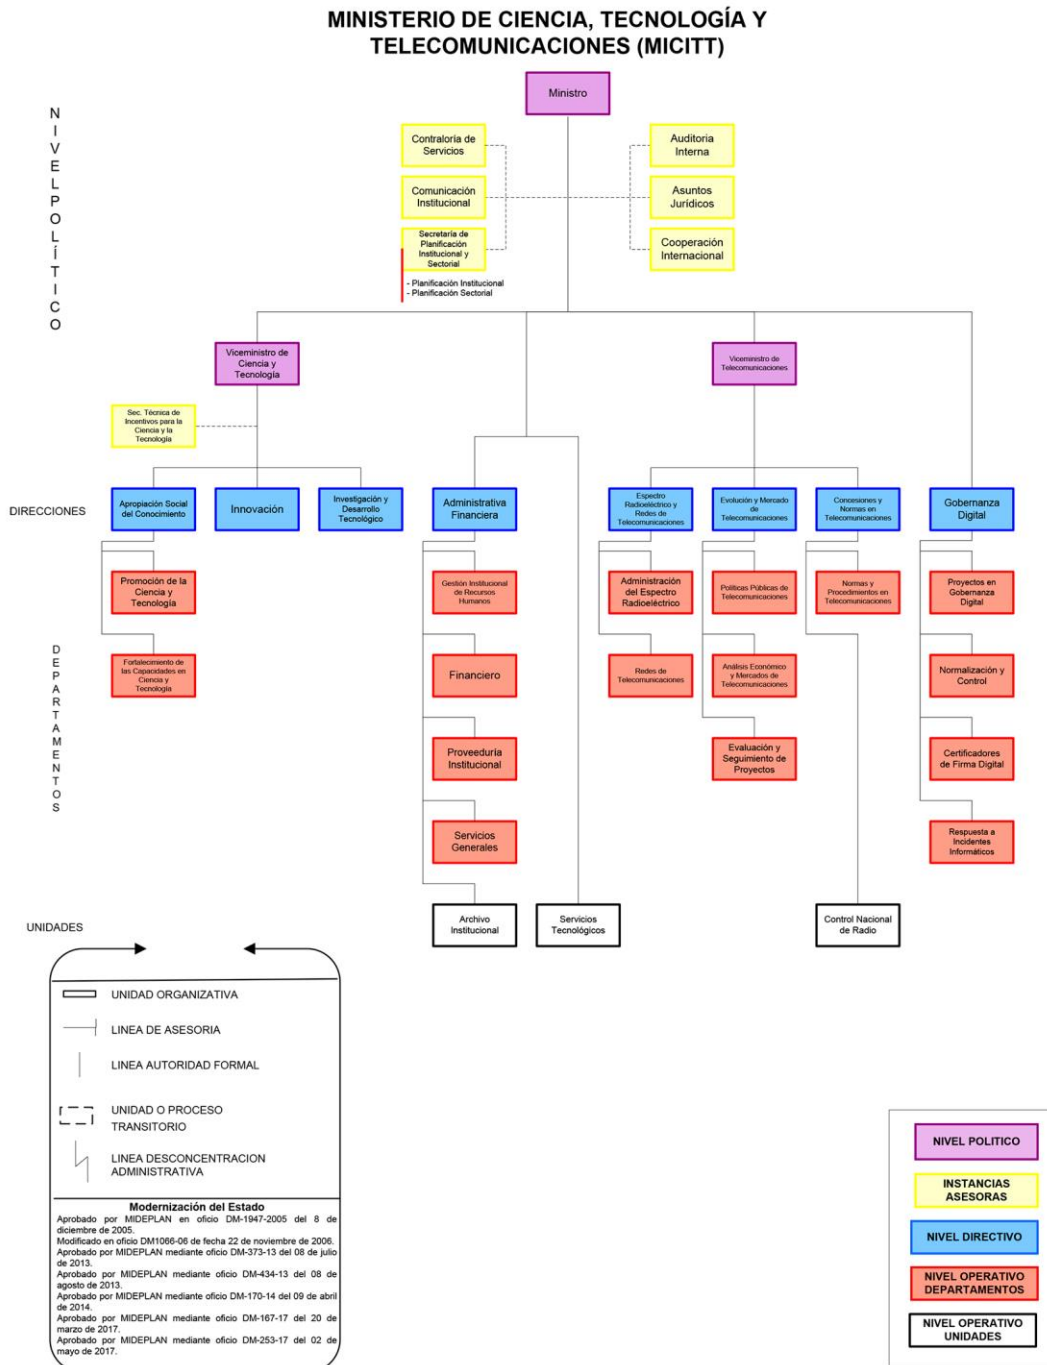 MINISTERIO DE CIENCIA, TECNOLOGÍA Y
TELECOMUNICACIONES (MICITT)
NIVEL POLÍTICO
Ministro
Contraloría de
Servicios
Auditoria
Interna
Comunicación
Institucional
Asuntos
Jurídicos
Secretaría de
Planificación
Institucional y
Sectorial
Cooperación
Internacional
- Planificación Institucional
- Planificación Sectorial
Viceministro de
Ciencia y
Tecnología
Viceministro de
Telecomunicaciones
Sec. Técnica de
Incentivos para la
Ciencia y la
Tecnología
DIRECCIONES
Apropiación Social
del Conocimiento
Innovación
Investigación y
Desarrollo
Tecnológico
Administrativa
Financiera
Espectro
Radioeléctrico y
Redes de
Telecomunicaciones
Evolución y Mercado
de
Telecomunicaciones
Concesiones y
Normas en
Telecomunicaciones
Gobernanza
Digital
DEPARTAMENTOS
Promoción de la
Ciencia y
Tecnología
Gestión Institucional
de Recursos
Humanos
Administración
del Espectro
Radioeléctrico
Políticas Públicas de
Telecomunicaciones
Normas y
Procedimientos en
Telecomunicaciones
Proyectos en
Gobernanza
Digital
Fortalecimiento de
las Capacidades en
Ciencia y
Tecnología
Financiero
Redes de
Telecomunicaciones
Análisis Económico
y Mercados de
Telecomunicaciones
Normalización y
Control
Proveeduría
Institucional
Evaluación y
Seguimiento de
Proyectos
Certificadores
de Firma Digital
Servicios
Generales
Respuesta a
Incidentes
Informáticos
UNIDADES
Archivo
Institucional
Servicios
Tecnológicos
Control Nacional
de Radio
UNIDAD ORGANIZATIVA
LINEA DE ASESORIA
LINEA AUTORIDAD FORMAL
UNIDAD O PROCESO
TRANSITORIO
LINEA DESCONCENTRACION
ADMINISTRATIVA
Modernización del Estado
Aprobado por MIDEPLAN en oficio DM-1947-2005 del 8 de
diciembre de 2005.
Modificado en oficio DM1066-06 de fecha 22 de noviembre de 2006.
Aprobado por MIDEPLAN mediante oficio DM-373-13 del 08 de julio
de 2013.
Aprobado por MIDEPLAN mediante oficio DM-434-13 del 08 de
agosto de 2013.
Aprobado por MIDEPLAN mediante oficio DM-170-14 del 09 de abril
de 2014.
Aprobado por MIDEPLAN mediante oficio DM-167-17 del 20 de
marzo de 2017.
Aprobado por MIDEPLAN mediante oficio DM-253-17 del 02 de
mayo de 2017.
NIVEL POLITICO
INSTANCIAS
ASESORAS
NIVEL DIRECTIVO
NIVEL OPERATIVO
DEPARTAMENTOS
NIVEL OPERATIVO
UNIDADES